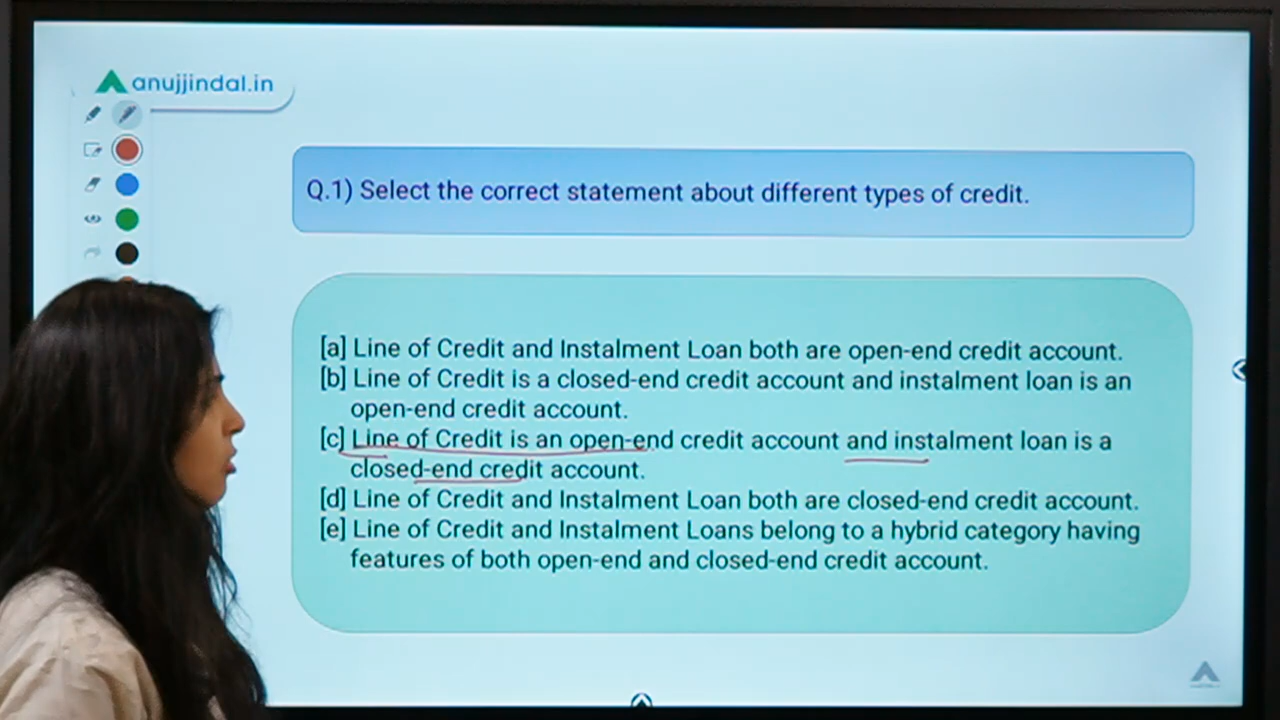 anujjindal.in
Q.1) Select the correct statement about different types of credit.
[a] Line of Credit and Instalment Loan both are open-end credit account.
[b] Line of Credit is a closed-end credit account and instalment loan is an
open-end credit account.
[c] Line of Credit is an open-end credit account and instalment loan is a
closed-end credit account.
[d] Line of Credit and Instalment Loan both are closed-end credit account.
[e] Line of Credit and Instalment Loans belong to a hybrid category having
features of both open-end and closed-end credit account.